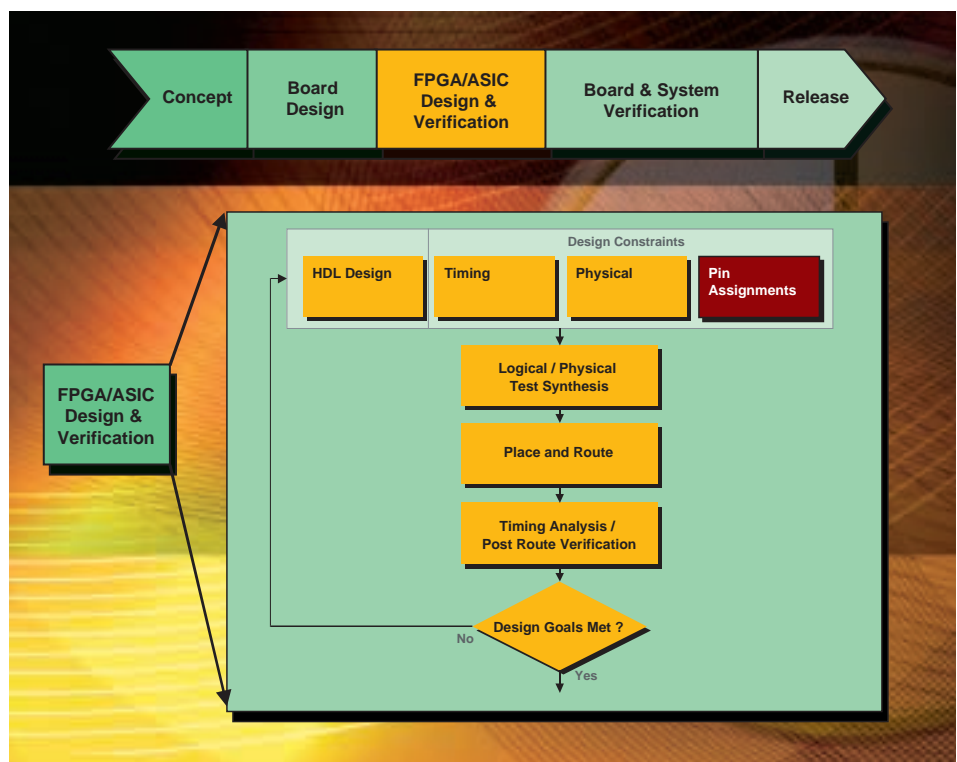 Concept
Board
Design
FPGA/ASIC
Design &
Verification
Board & System
Verification
Release
Design Constraints
HDL Design
Timing
Physical
Pin
Assignments
Logical / Physical
Test Synthesis
FPGA/ASIC
Design &
Verification
Place and Route
Timing Analysis /
Post Route Verification
Design Goals Met ?
No
Yes